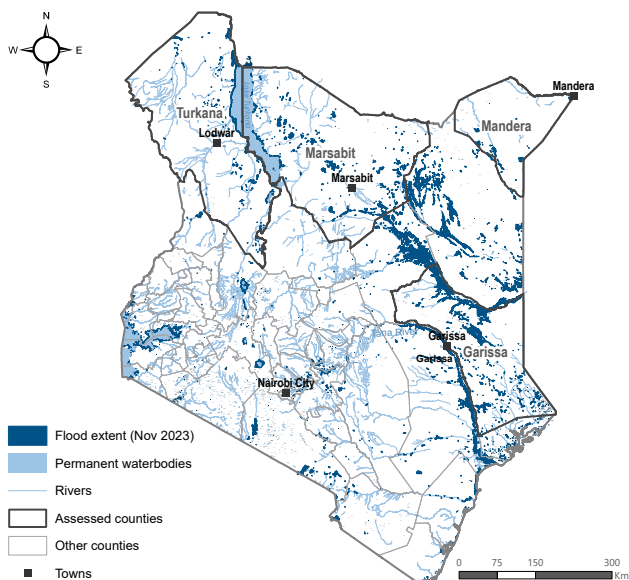 N
W
E
S
Mandera
Turkana
Mandera
Lodwar
Marsabit
Marsabit
Garissa
Garissa
Garissa
Nairobi City
Flood extent (Nov 2023)
Permanent waterbodies
Rivers
Assessed counties
Other counties
Towns
0 75 150 300
Km